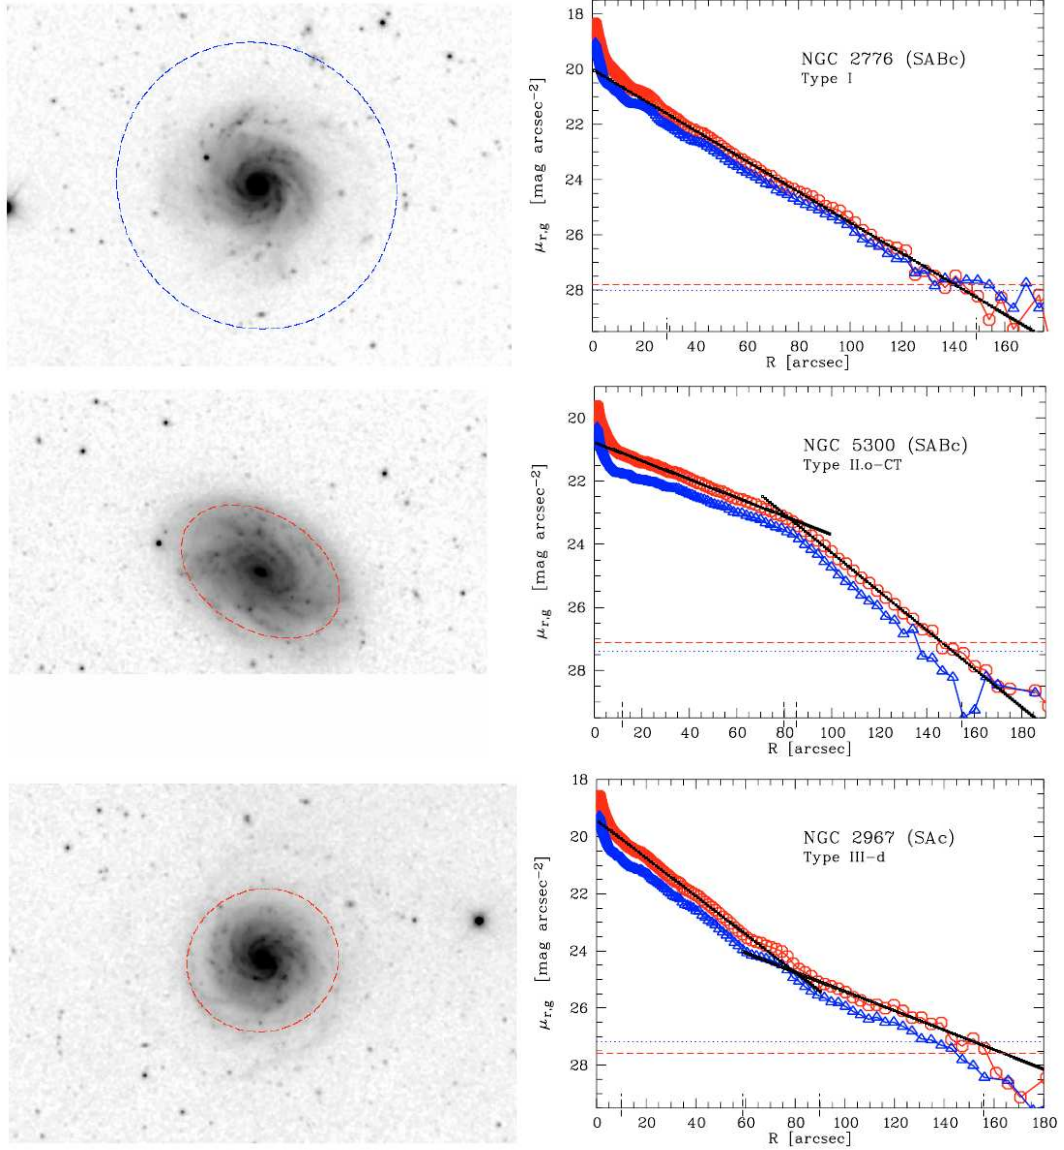 18
20
22
24
26
28
μr,g [mag arcsec−2]
NGC 2776 (SABc)
Type I
0 20 40 60 80 100 120 140 160
R [arcsec]
20
22
24
26
28
μr,g [mag arcsec−2]
NGC 5300 (SABc)
Type II.o−CT
0 20 40 60 80 100 120 140 160 180
R [arcsec]
18
20
22
24
26
28
μr,g [mag arcsec−2]
NGC 2967 (SAc)
Type III−d
0 20 40 60 80 100 120 140 160 180
R [arcsec]